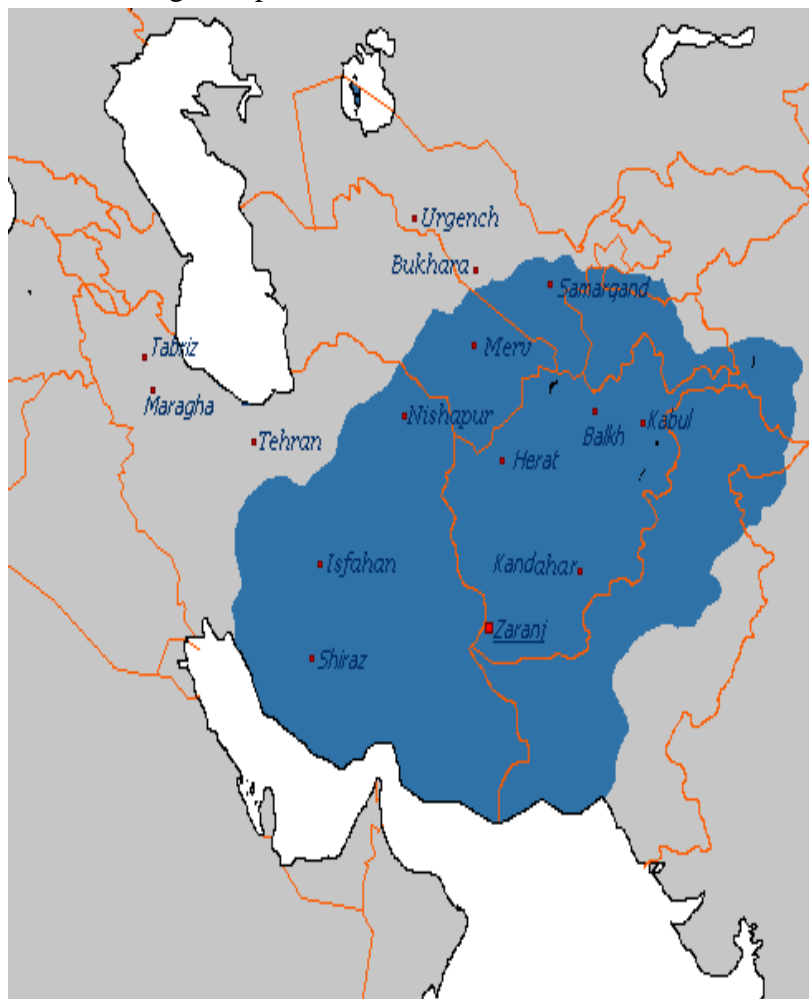 Urgench
Bukhara
Samarqand
Tabriz
Merv
Maragha
Nishapur
Kabul
Balkh
Tehran
Herat
Isfahan
Kandahar
Zaranj
Shiraz